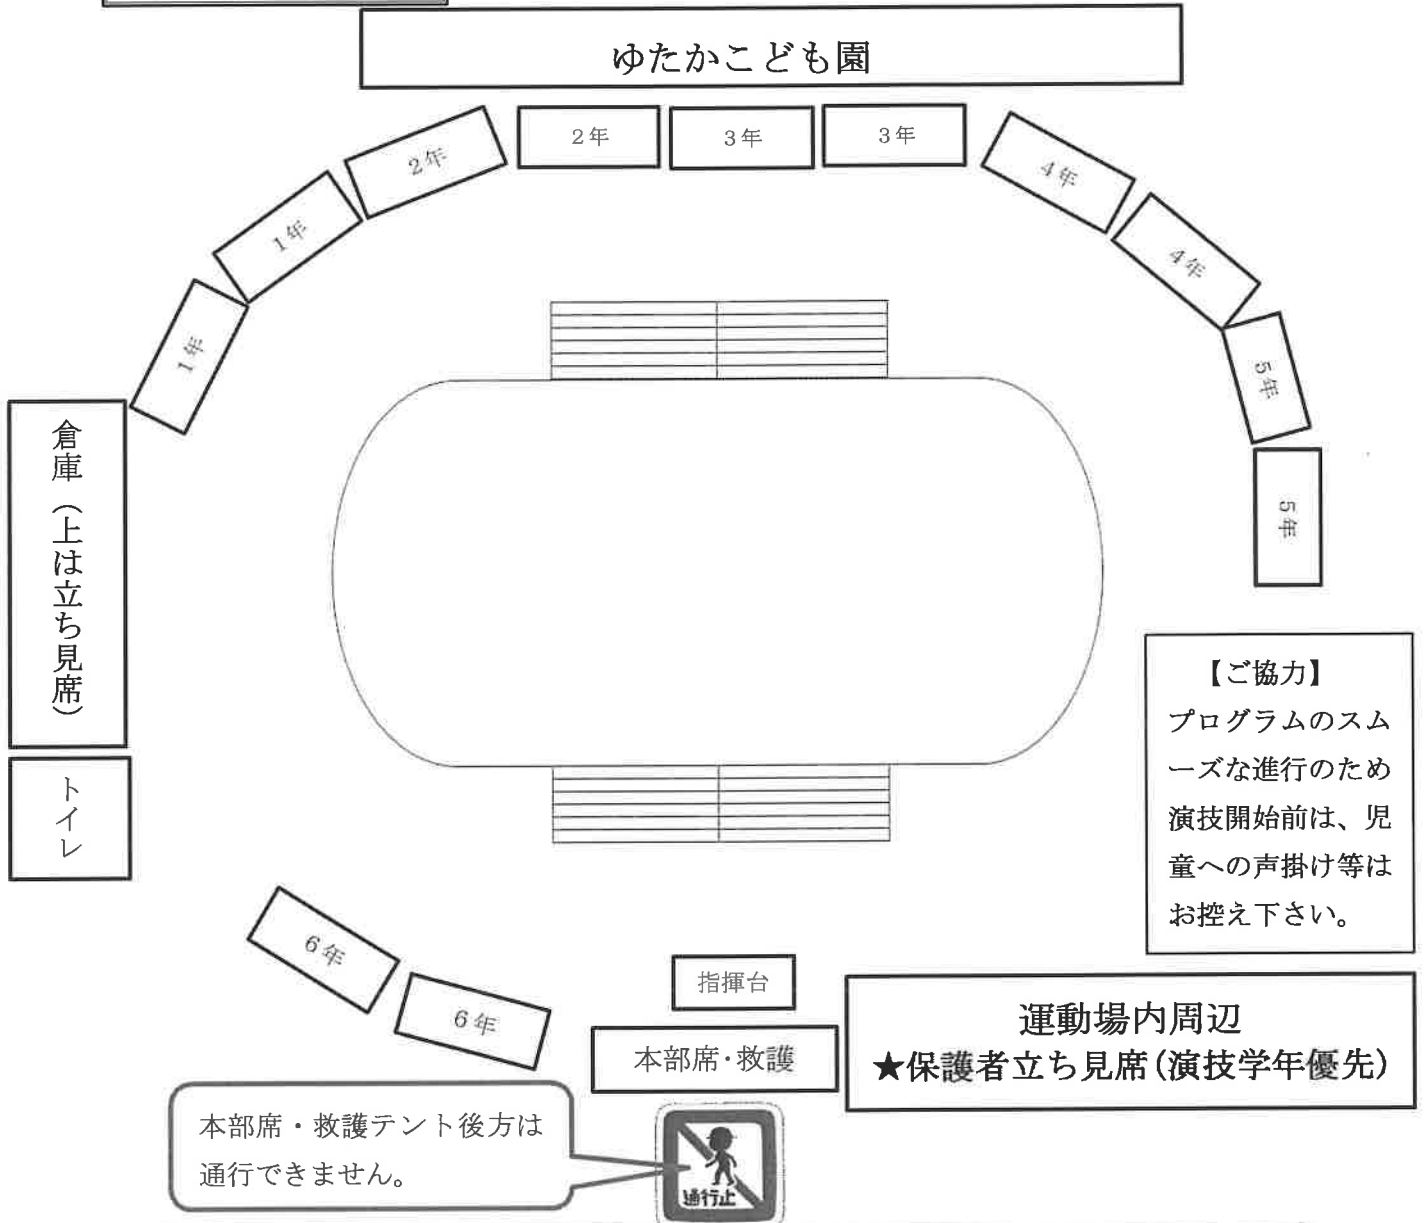 ゆたかこども園
2年
2年
3年
3年
4年
1年
4年
1年
5年
5年
倉庫（上は立ち見席）
トイレ
【ご協力】
プログラムのスム
ーズな進行のため
演技開始前は、児
童への声掛け等は
お控え下さい。
6年
6年
指揮台
本部席・救護
運動場内周辺
★保護者立ち見席(演技学年優先)
本部席・救護テント後方は
通行できません。
通行止